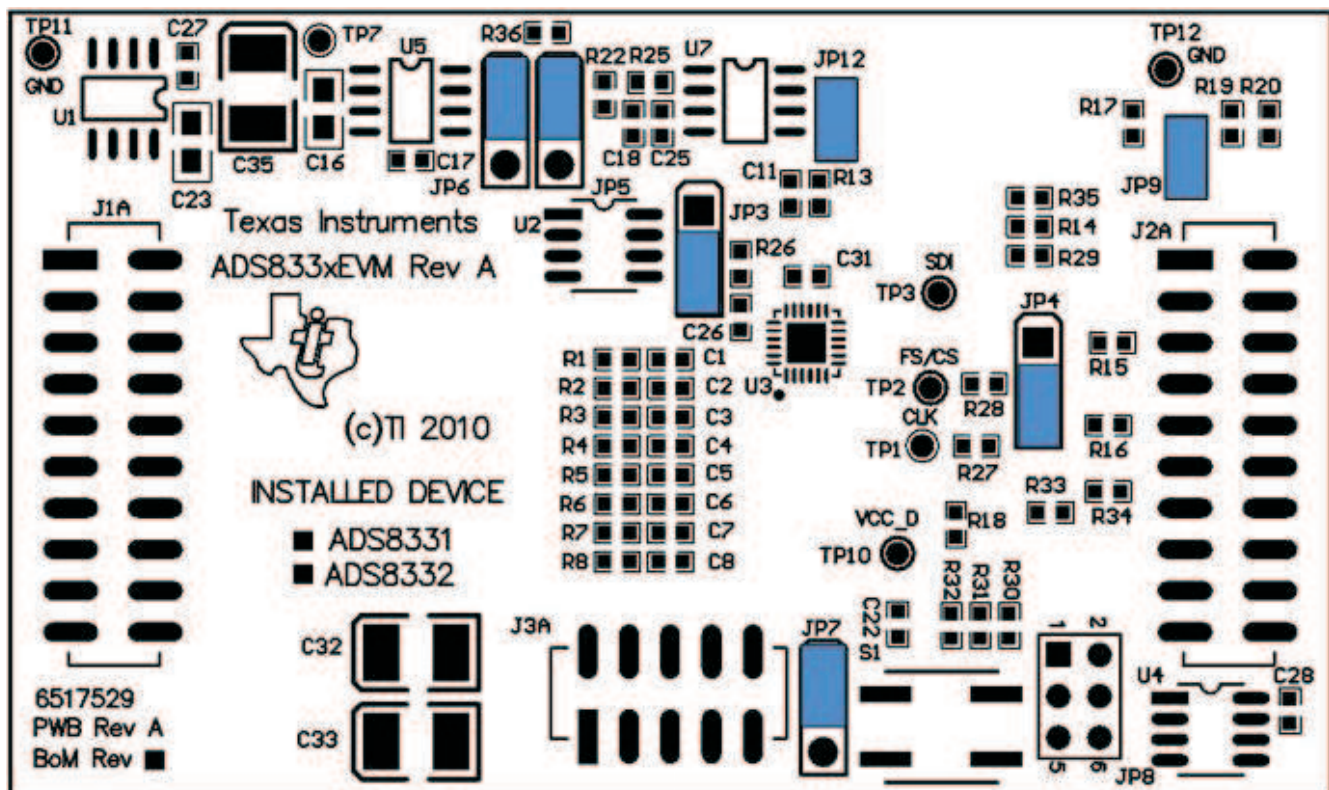 TP11
C27
TP7
U5
R36
R22
R25
U7
JP12
TP12
GND
R19
R20
R17
GND
U1
C23
C35
C16
C17
JP6
JP5
C18
C25
C11
R13
JP9
J1A
Texas Instruments
U2
JP3
R35
R14
R29
J2A
ADS833xEVM Rev A
R26
C31
SDI
TP3
JP4
C26
R1
C1
U3
FS/CS
TP2
R28
R15
R2
C2
R3
C3
CLK
TP1
R27
R16
(c)TI 2010
R4
C4
R5
C5
INSTALLED DEVICE
R6
C6
VCC_D
R18
R33
R34
R7
C7
ADS8331
R8
C8
TP10
ADS8332
R32
R31
R30
C22
J3A
JP7
S1
1
2
C32
U4
C28
6517529
PWB Rev A
C33
BoM Rev
5
6
JP8